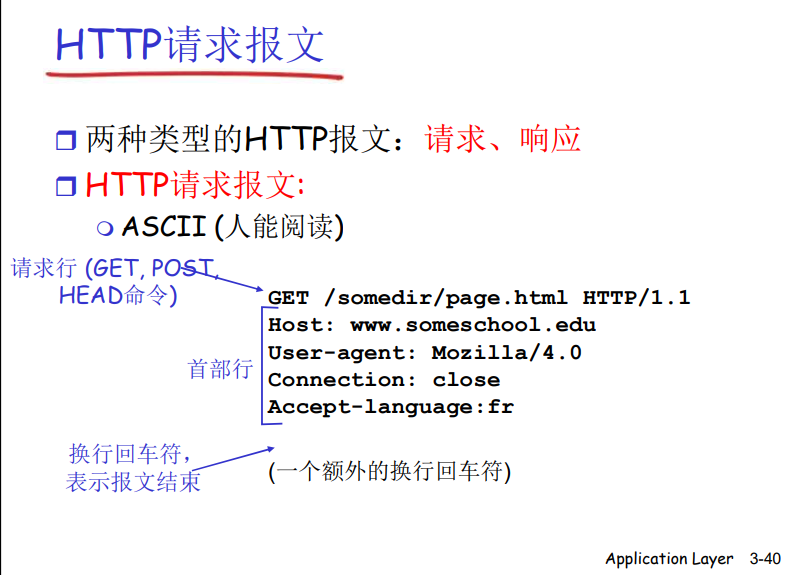 HTTP请求报文
两种类型的HTTP报文：请求、响应
HTTP请求报文:
ASCII (人能阅读)
请求行 (GET, POST,
HEAD命令)
GET /somedir/page.html HTTP/1.1
Host: www.someschool.edu
User-agent: Mozilla/4.0
Connection: close
Accept-language:fr
首部行
换行回车符，
表示报文结束
(一个额外的换行回车符)
Application Layer 3-40